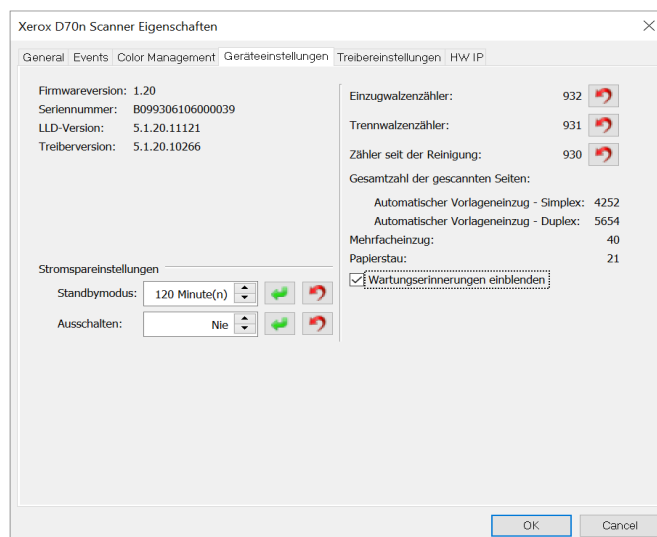 Xerox D70n Scanner Eigenschaften
General Events Color Management Geräteeinstellungen Treibereinstellungen HW IP
Firmwareversion: 1.20
Seriennummer: B099306106000039
LLD-Version: 5.1.20.11121
Treiberversion: 5.1.20.10266
Stromspareinstellungen
Standbymodus: 120 Minute(n)
Ausschalten: Nie
Einzugwalzenzähler: 932
Trennwalzenzähler: 931
Zähler seit der Reinigung: 930
Gesamtzahl der gescannten Seiten:
Automatischer Vorlageneinzug - Simplex: 4252
Automatischer Vorlageneinzug - Duplex: 5654
Mehrfacheinzug: 40
Papierstau: 21
Wartungserinnerungen einblenden
OK Cancel